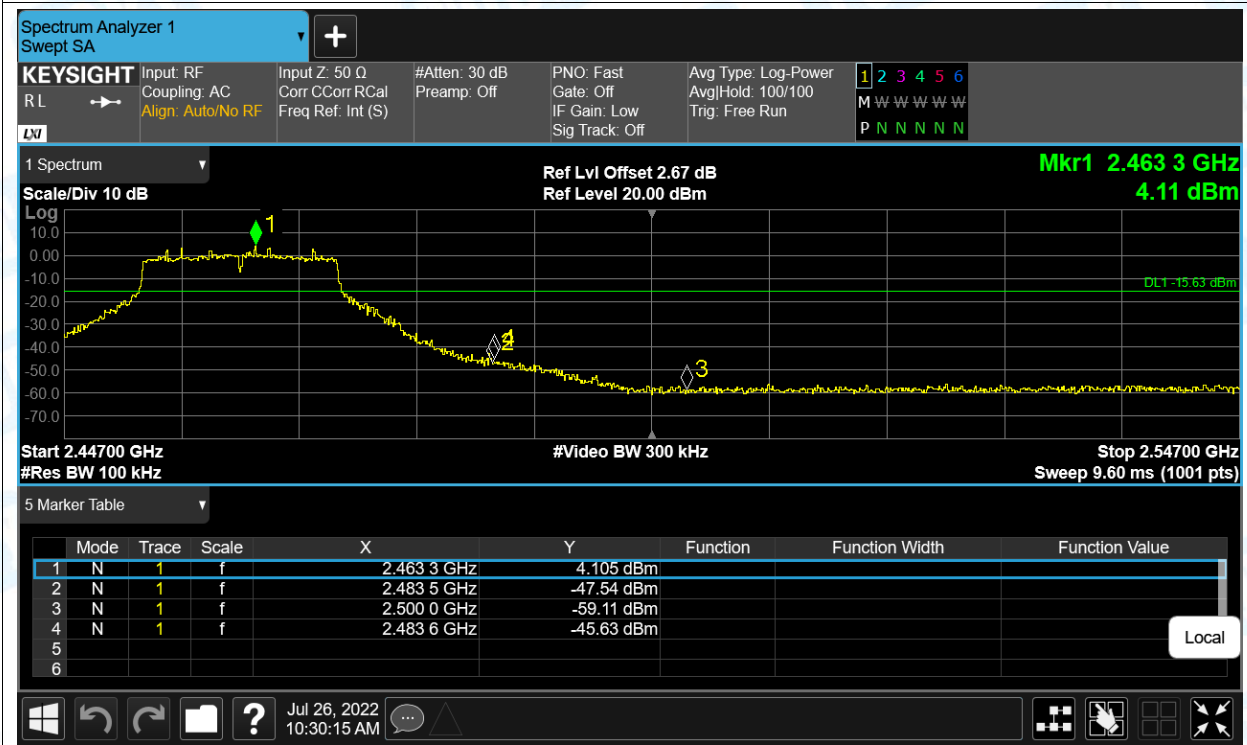 Spectrum Analyzer 1
Swept SA
KEYSIGHT Input: RF Input Z: 50 Ω #Atten: 30 dB PNO: Fast Avg Type: Log-Power 1 2 3 4 5 6
R L Coupling: AC Corr CCorr RCal Preamp: Off Gate: Off Avg|Hold: 100/100 M W W W W W W
Align: Auto/No RF Freq Ref: Int (S) IF Gain: Low Trig: Free Run
LXI Sig Track: Off P N N N N N
1 Spectrum
Ref Lvl Offset 2.67 dB Mkr1 2.463 3 GHz
Scale/Div 10 dB Ref Level 20.00 dBm 4.11 dBm
Log
1
10.0
0.00
-10.0
DL1 -15.63 dBm
-20.0
-30.0
-40.0
4
2
-50.0
3
-60.0
-70.0
Start 2.44700 GHz #Video BW 300 kHz Stop 2.54700 GHz
#Res BW 100 kHz Sweep 9.60 ms (1001 pts)
5 Marker Table
Mode Trace Scale X Y Function Function Width Function Value
1 N 1 f 2.463 3 GHz 4.105 dBm
2 N 1 f 2.483 5 GHz -47.54 dBm
3 N 1 f 2.500 0 GHz -59.11 dBm
4 N 1 f 2.483 6 GHz -45.63 dBm
5
6
Local
?
Jul 26, 2022
10:30:15 AM